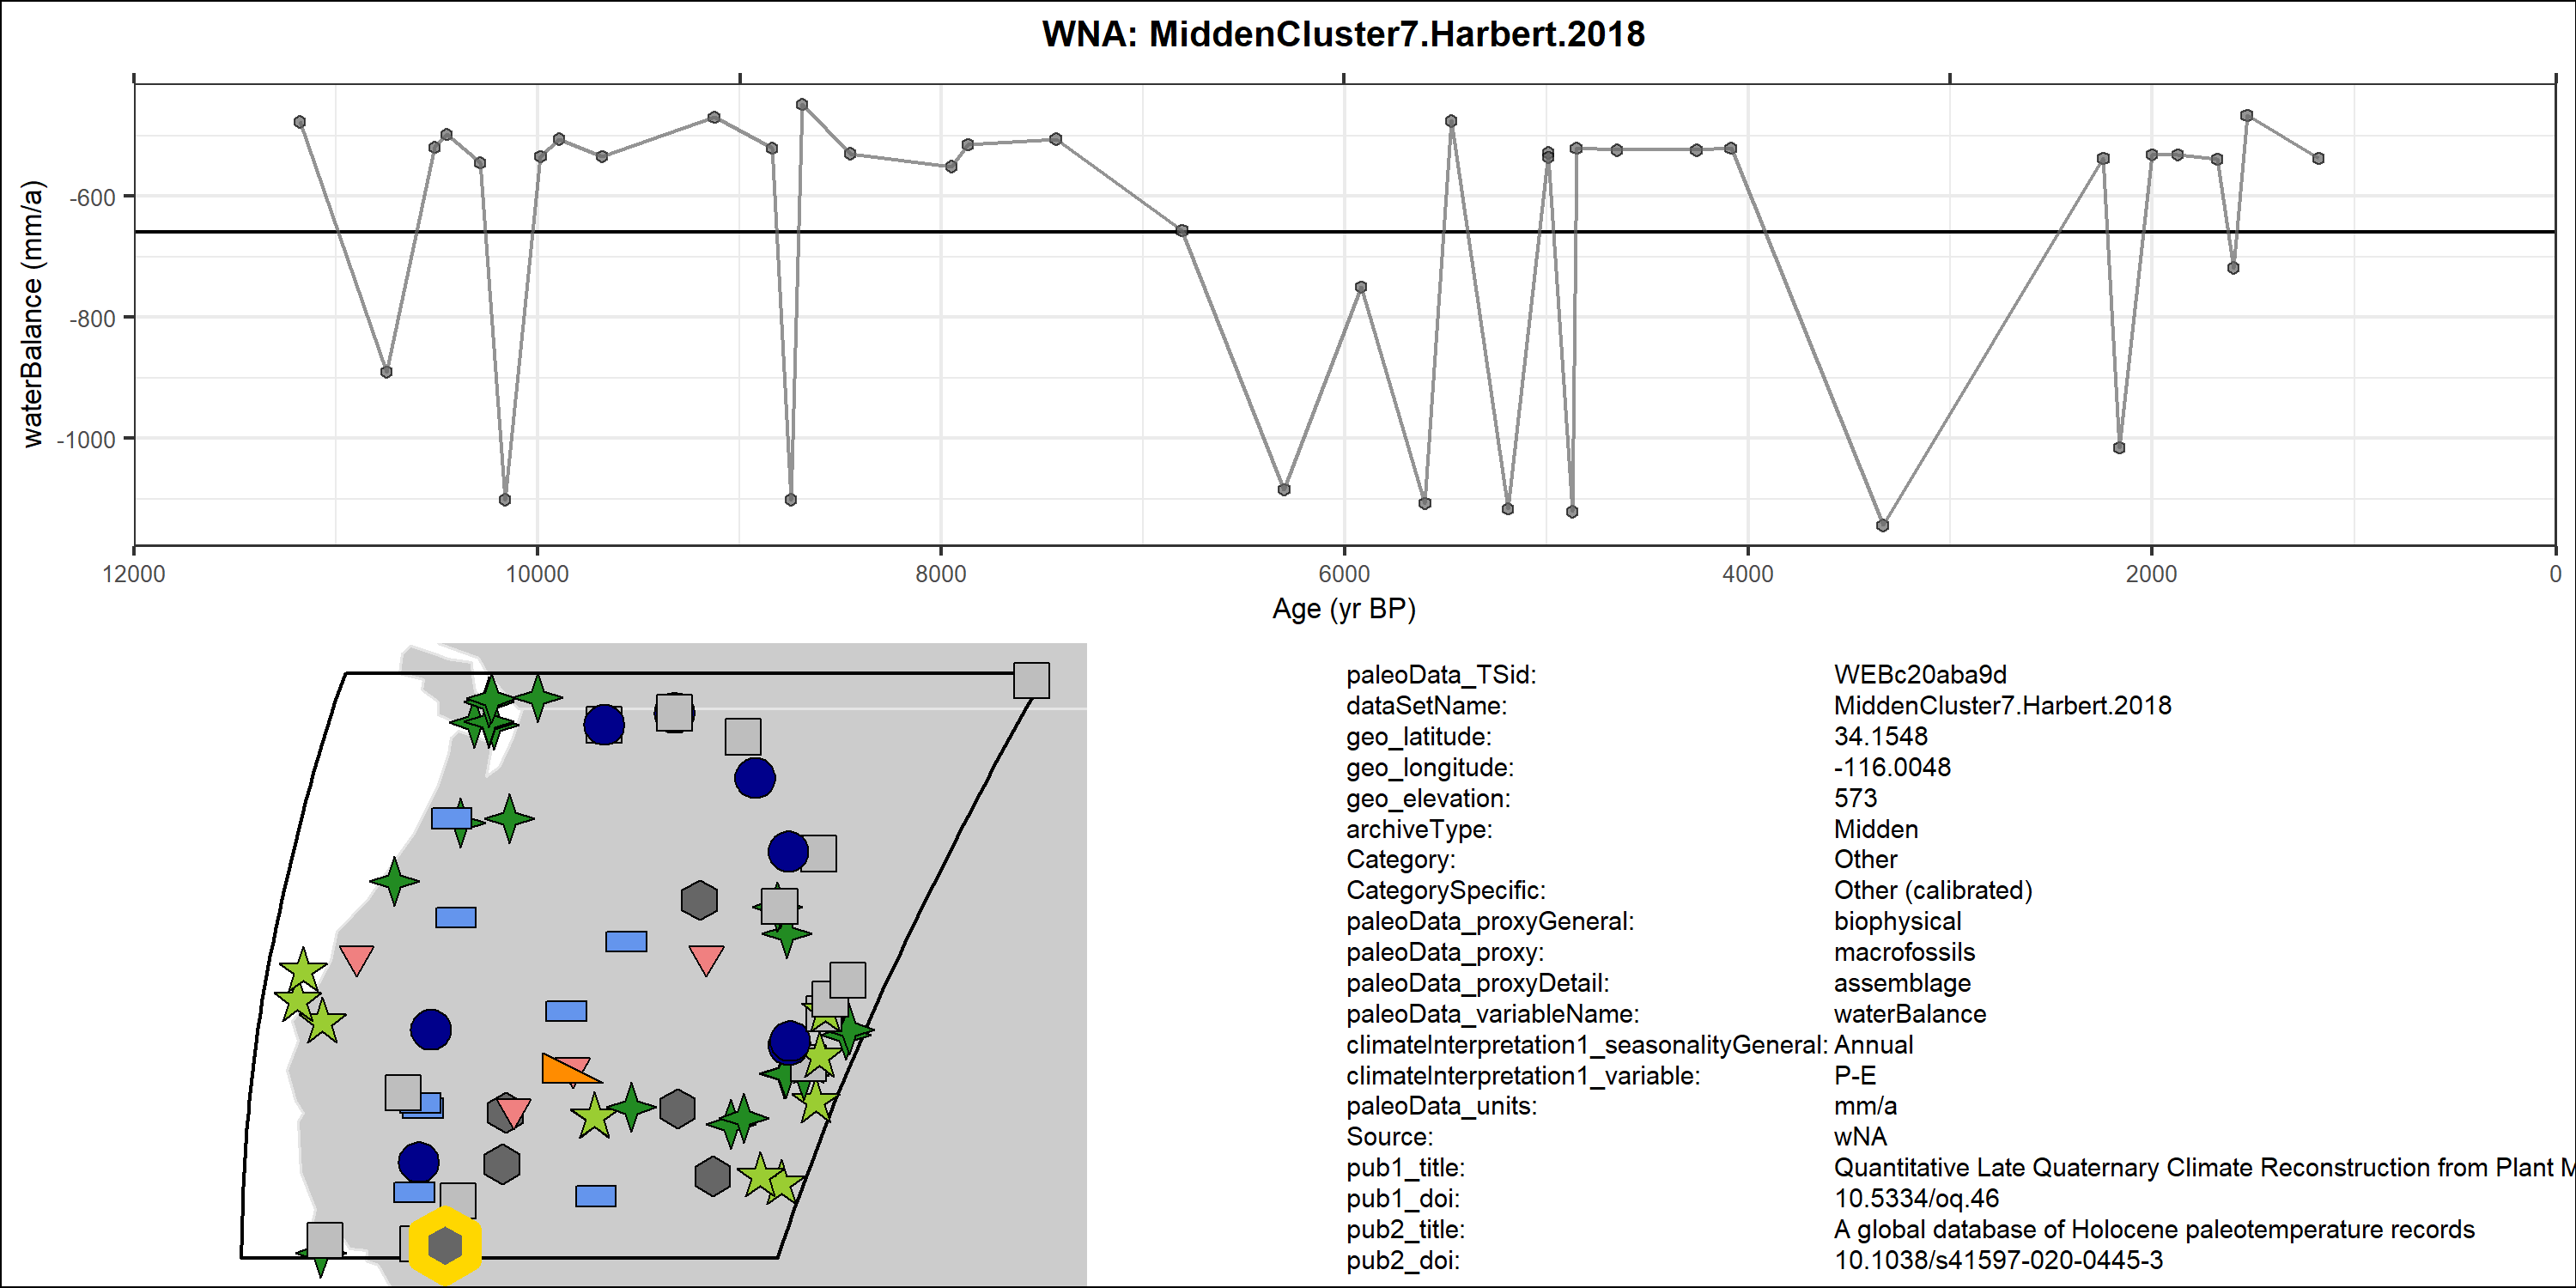 WNA: MiddenCluster7.Harbert.2018
waterBalance (mm/a)
-600
-800
-1000
12000 10000 8000 6000 4000 2000 0
Age (yr BP)
paleoData_TSid: WEBc20aba9d
dataSetName: MiddenCluster7.Harbert.2018
geo_latitude: 34.1548
geo_longitude: -116.0048
geo_elevation: 573
archiveType: Midden
Category: Other
CategorySpecific: Other (calibrated)
paleoData_proxyGeneral: biophysical
paleoData_proxy: macrofossils
paleoData_proxyDetail: assemblage
paleoData_variableName: waterBalance
climateInterpretation1_seasonalityGeneral: Annual
climateInterpretation1_variable: P-E
paleoData_units: mm/a
Source: wNA
pub1_title: Quantitative Late Quaternary Climate Reconstruction from Plant M
pub1_doi: 10.5334/oq.46
pub2_title: A global database of Holocene paleotemperature records
pub2_doi: 10.1038/s41597-020-0445-3